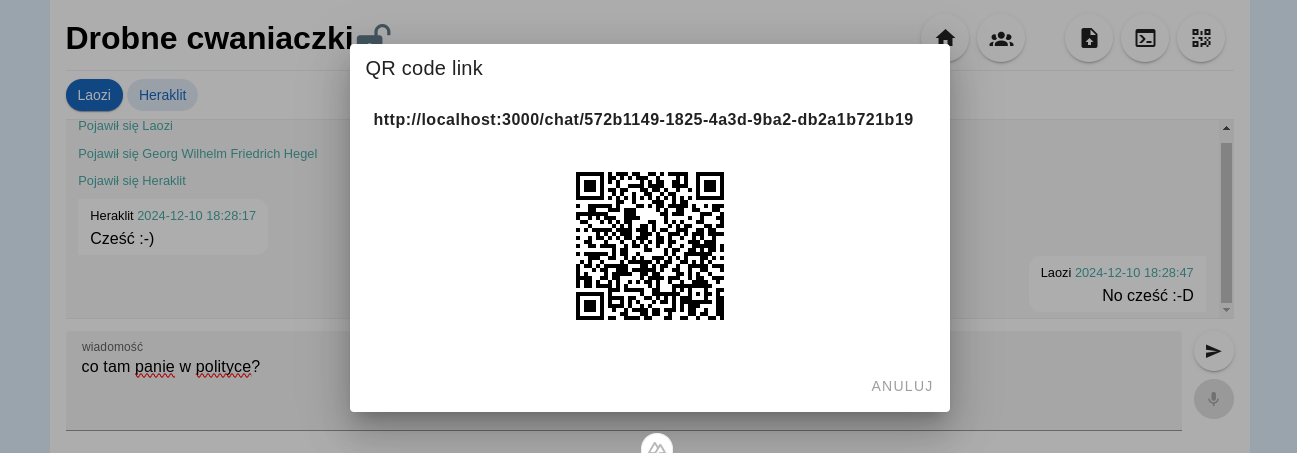 Drobne cwaniaczki
QR code link
Laozi
Heraklit
http://localhost:3000/chat/572b1149-1825-4a3d-9ba2-db2a1b721b19
Pojawił się Laozi
Pojawił się Georg Wilhelm Friedrich Hegel
Pojawił się Heraklit
Heraklit 2024-12-10 18:28:17
Cześć :-)
Laozi 2024-12-10 18:28:47
No cześć :-D
wiadomość
co tam panie w polityce?
ANULUJ